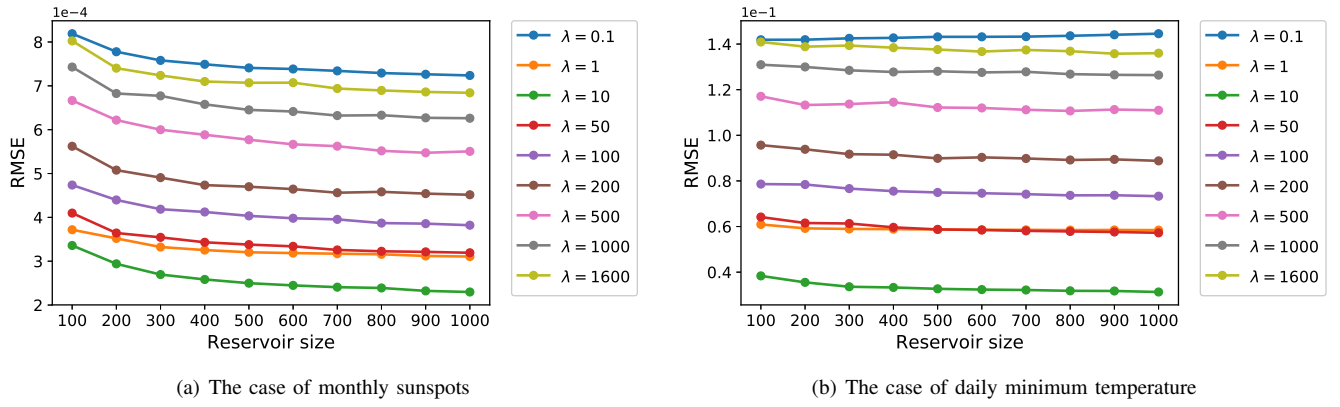 1e−4
8
7
6
5
4
3
2
RMSE
100 200 300 400 500 600 700 800 900 1000
Reservoir size
λ = 0.1
λ = 1
λ = 10
λ = 50
λ = 100
λ = 200
λ = 500
λ = 1000
λ = 1600
(a) The case of monthly sunspots
1e−1
1.4
1.2
1.0
0.8
0.6
0.4
RMSE
100 200 300 400 500 600 700 800 900 1000
Reservoir size
λ = 0.1
λ = 1
λ = 10
λ = 50
λ = 100
λ = 200
λ = 500
λ = 1000
λ = 1600
(b) The case of daily minimum temperature